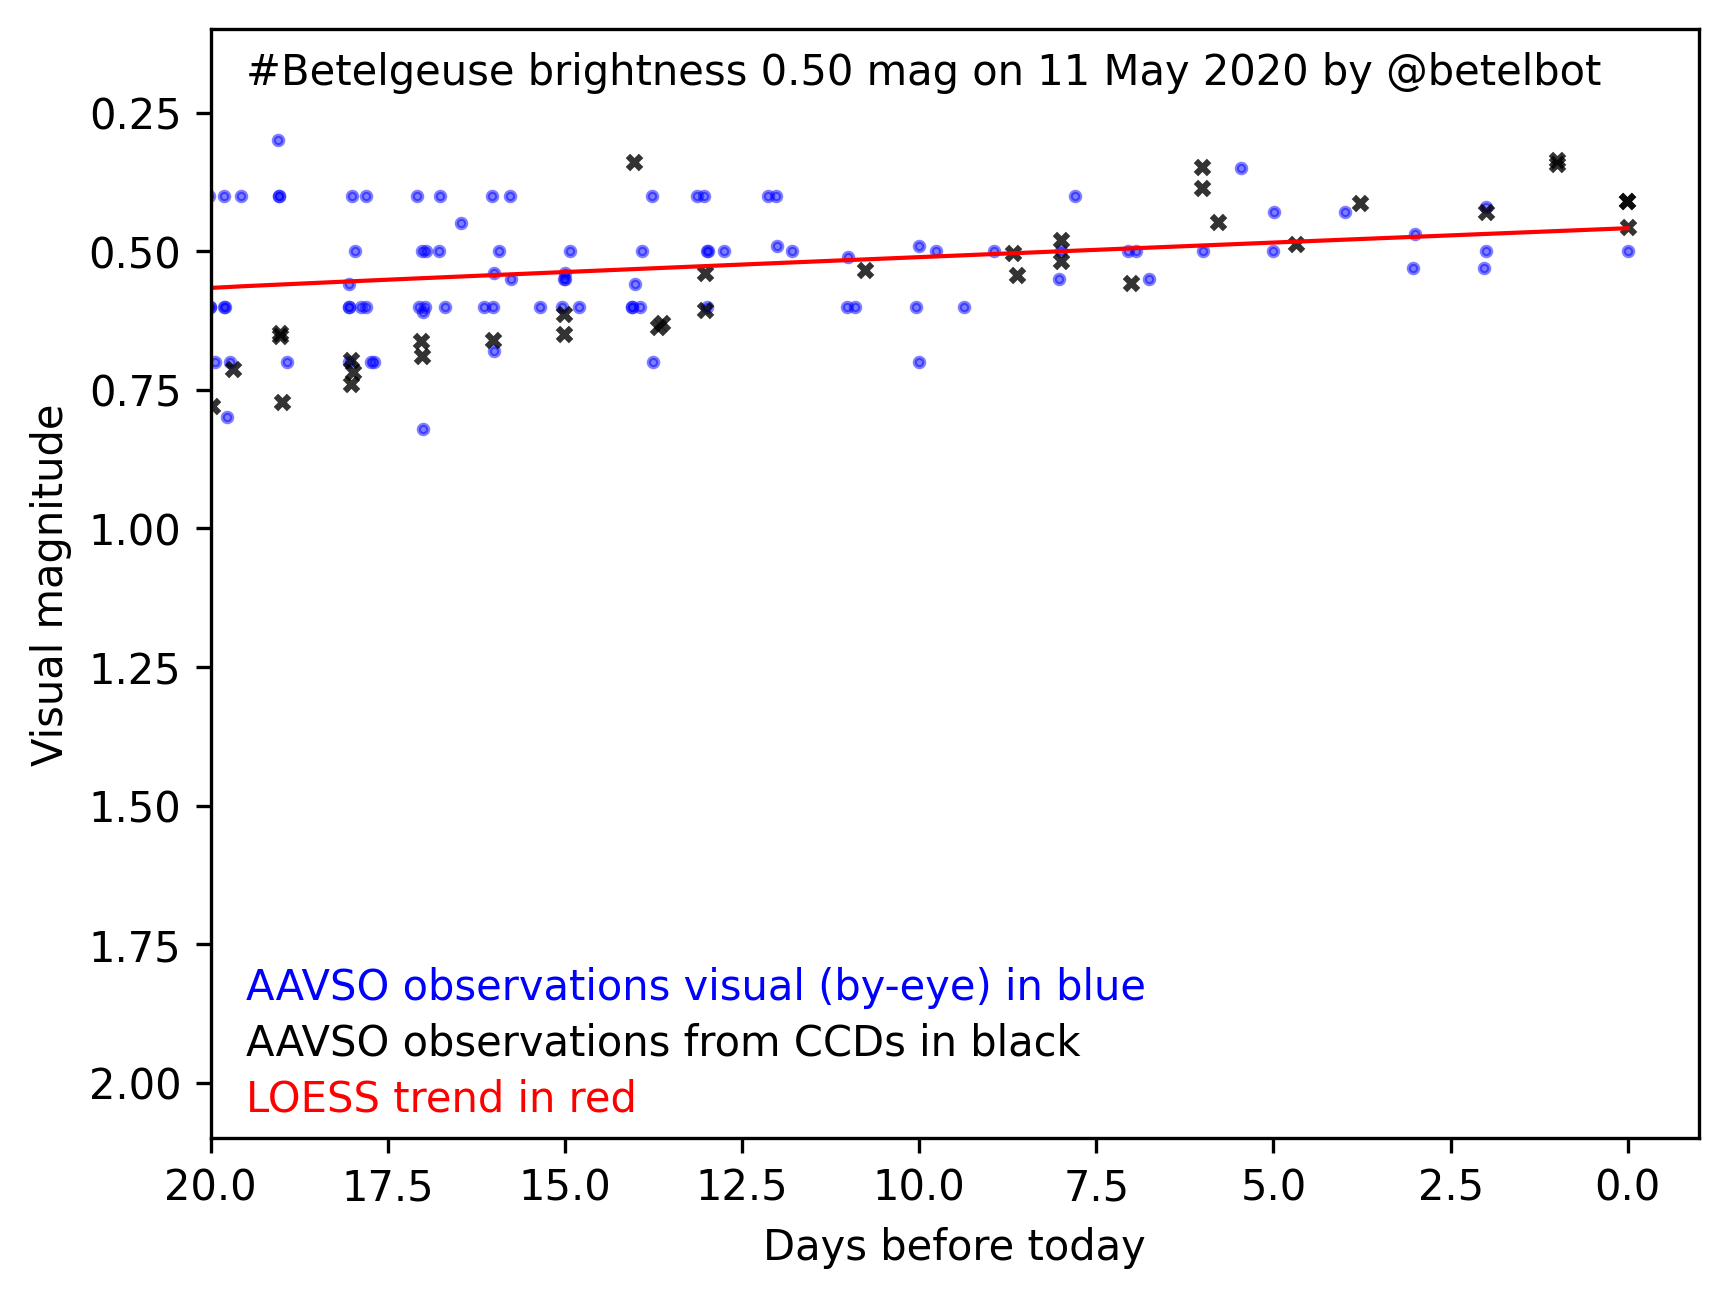 #Betelgeuse brightness 0.50 mag on 11 May 2020 by @betelbot
0.25
0.50
0.75
1.00
1.25
1.50
1.75
2.00
Visual magnitude
AAVSO observations visual (by-eye) in blue
AAVSO observations from CCDs in black
LOESS trend in red
20.0 17.5 15.0 12.5 10.0 7.5 5.0 2.5 0.0
Days before today